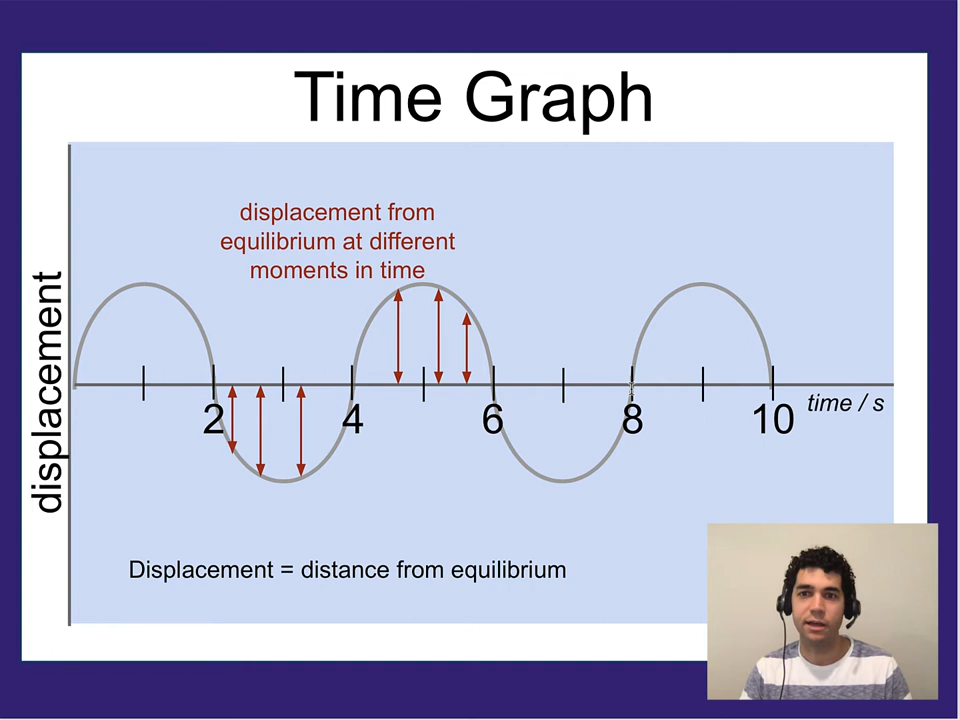 Time Graph
displacement from
equilibrium at different
moments in time
displacement
2
4
6
8
10
time / s
Displacement = distance from equilibrium